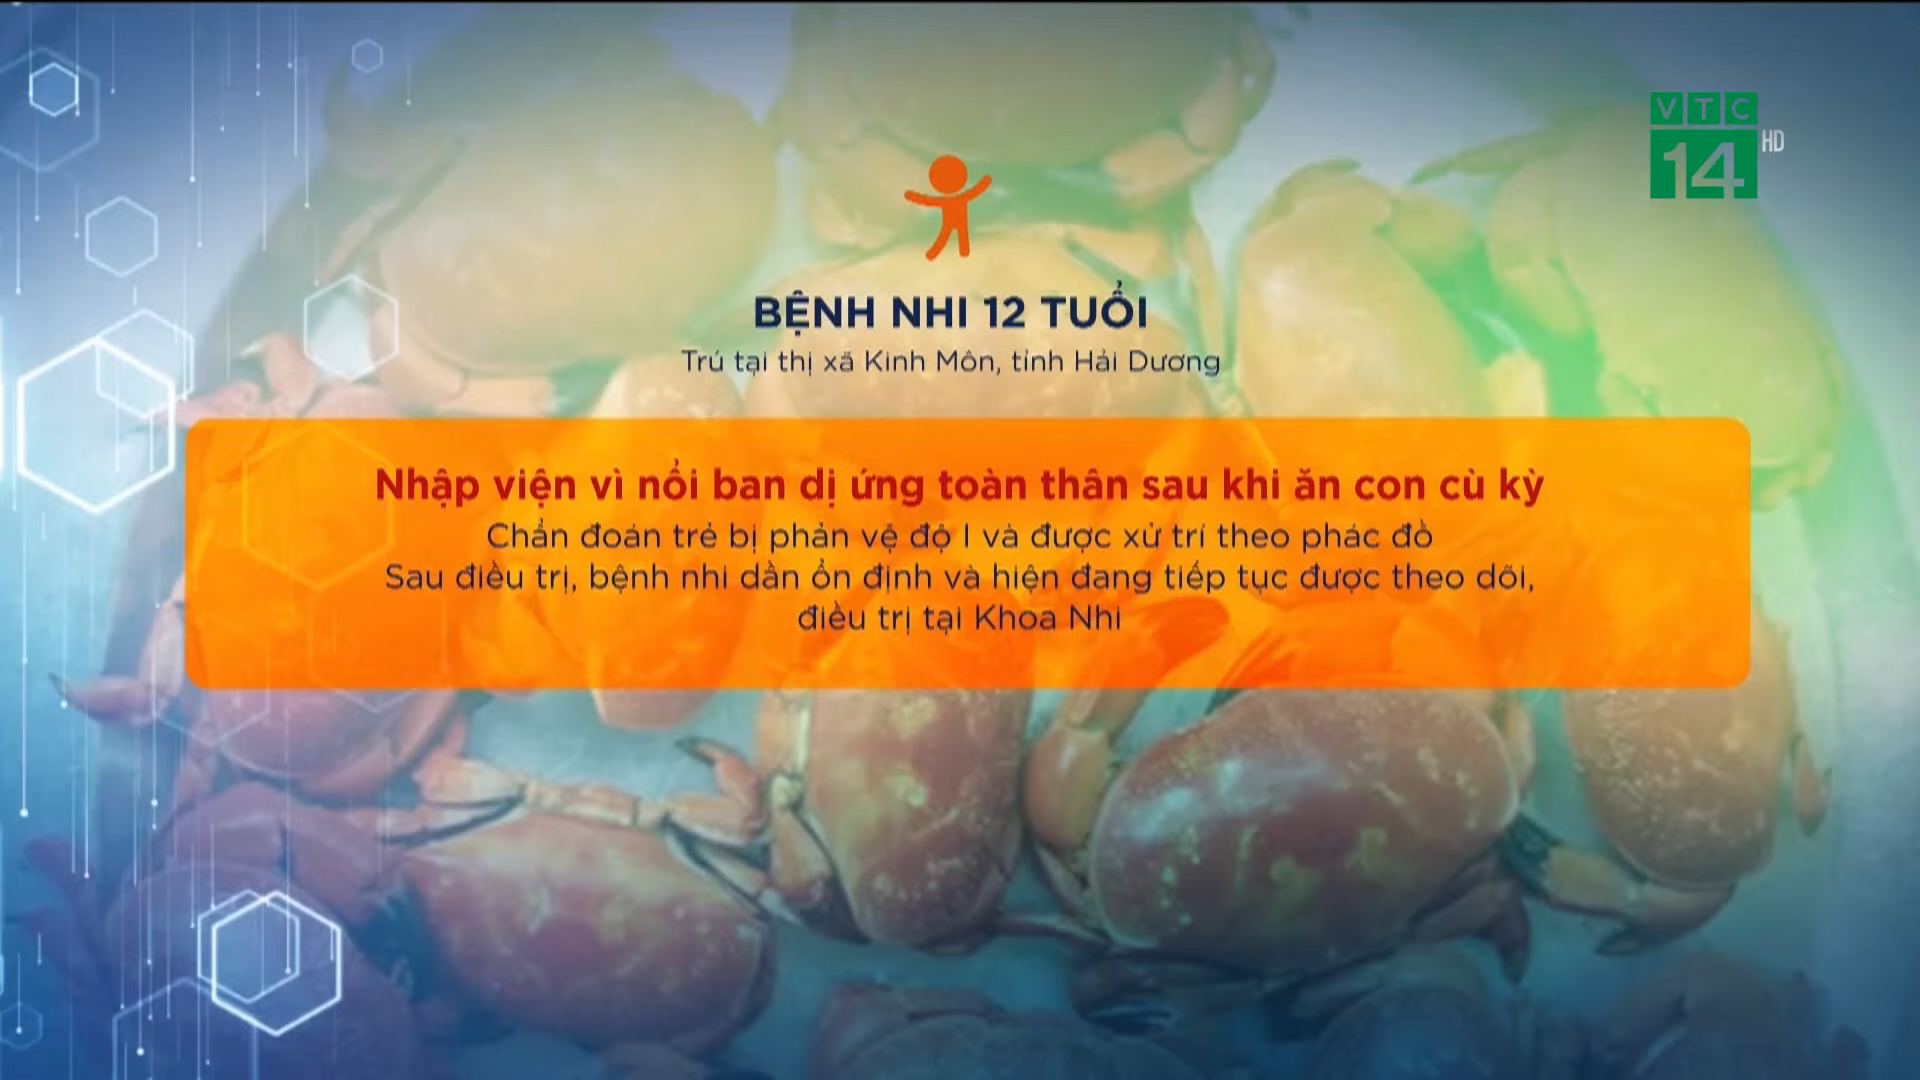 VTC
14 HD
BỆNH NHI 12 TUỔI
Trú tại thị xã Kinh Môn, tỉnh Hải Dương
Nhập viện vì nổi ban dị ứng toàn thân sau khi ăn con cù kỳ
Chẩn đoán trẻ bị phản vệ độ I và được xử trí theo phác đồ
Sau điều trị, bệnh nhi dần ổn định và hiện đang tiếp tục được theo dõi,
điều trị tại Khoa Nhi